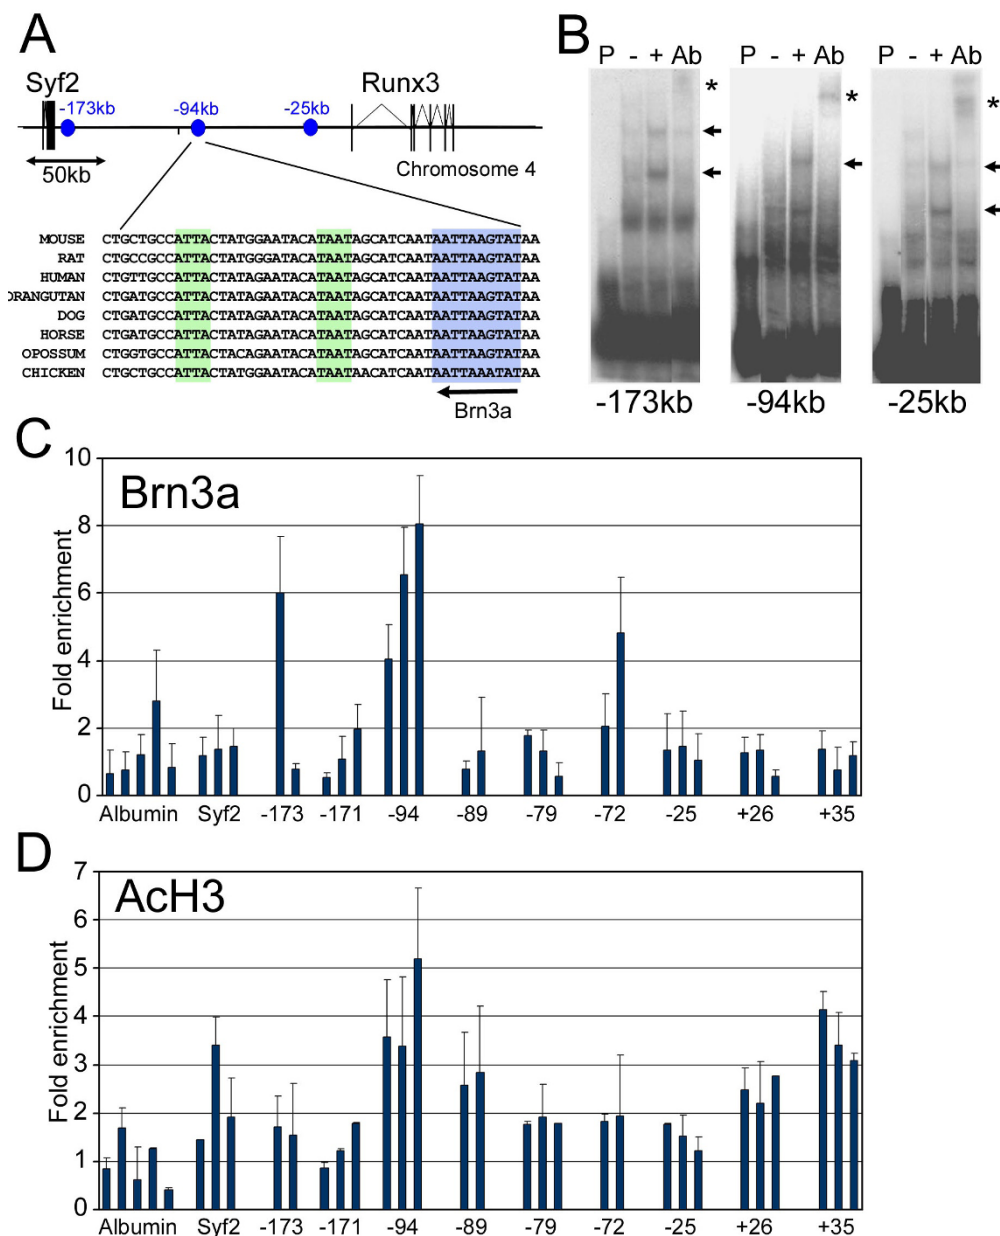 A
Syf2
Runx3
-173kb
-94kb
-25kb
50kb
Chromosome 4
MOUSE CTGCTGCCATTACTATGGAATACATAATAGCATCAATAATTAAGTATAA
RAT CTGCCGCCATTACTATGGGATACATAATAGCATCAATAATTAAGTATAA
HUMAN CTGTTGCCATTACTATAGAATACATAATAGCATCAATAATTAAGTATAA
ORANGUTAN CTGATGCCATTACTATAGAATACATAATAGCATCAATAATTAAGTATAA
DOG CTGATGCCATTACTATAGAATACATAATAGCATCAATAATTAAGTATAA
HORSE CTGATGCCATTACTATAGAATACATAATAGCATCAATAATTAAGTATAA
OPOSSUM CTGGTGCCATTACTACAGAATACATAATAGCATCAATAATTAAGTATAA
CHICKEN CTGCTGCCATTACTATGGAATACATAATAACATCAATAATTAAATATAA
Brn3a
B
P - + Ab
P - + Ab
P - + Ab
*
*
*
-173kb
-94kb
-25kb
C
Brn3a
Fold enrichment
10
8
6
4
2
0
Albumin Syf2 -173 -171 -94 -89 -79 -72 -25 +26 +35
D
AcH3
Fold enrichment
7
6
5
4
3
2
1
0
Albumin Syf2 -173 -171 -94 -89 -79 -72 -25 +26 +35